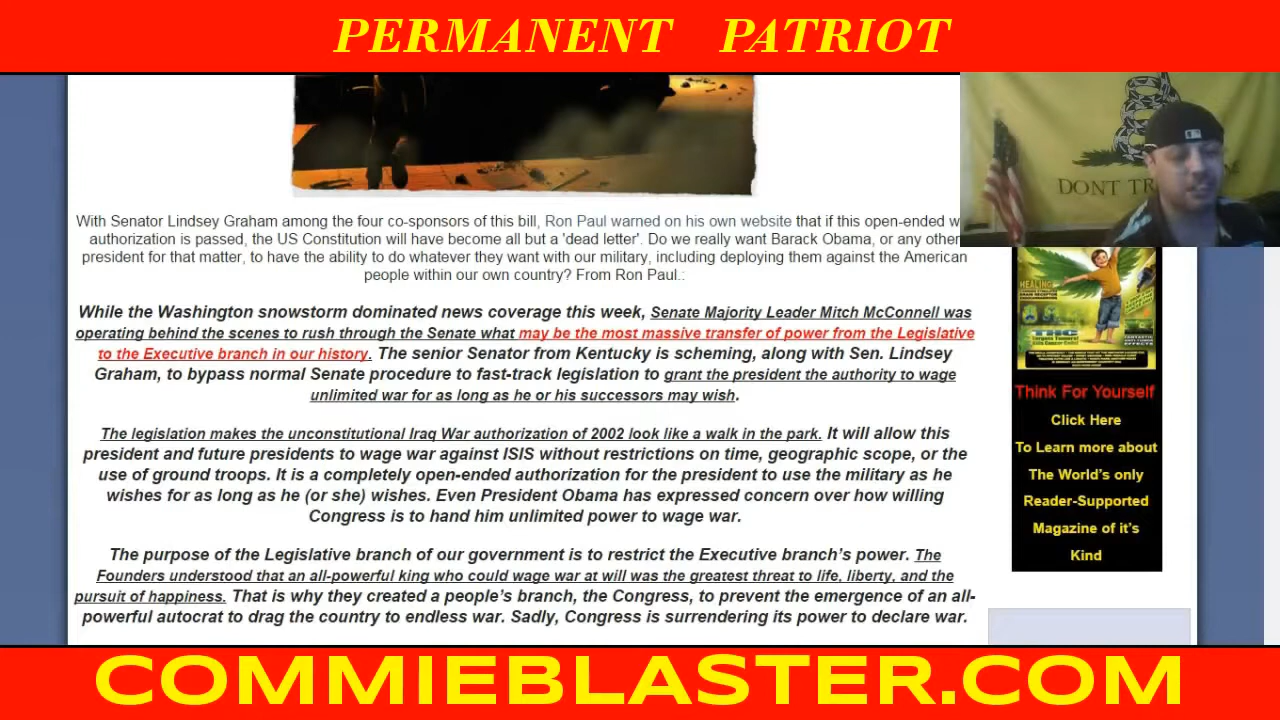 PERMANENT PATRIOT
DONT TR
With Senator Lindsey Graham among the four co-sponsors of this bill, Ron Paul warned on his own website that if this open-ended w
authorization is passed, the US Constitution will have become all but a 'dead letter'. Do we really want Barack Obama, or any other
president for that matter, to have the ability to do whatever they want with our military, including deploying them against the American
people within our own country? From Ron Paul.:
While the Washington snowstorm dominated news coverage this week, Senate Majority Leader Mitch McConnell was
operating behind the scenes to rush through the Senate what may be the most massive transfer of power from the Legislative
to the Executive branch in our history. The senior Senator from Kentucky is scheming, along with Sen. Lindsey
Graham, to bypass normal Senate procedure to fast-track legislation to grant the president the authority to wage
unlimited war for as long as he or his successors may wish.
The legislation makes the unconstitutional Iraq War authorization of 2002 look like a walk in the park. It will allow this
president and future presidents to wage war against ISIS without restrictions on time, geographic scope, or the
use of ground troops. It is a completely open-ended authorization for the president to use the military as he
wishes for as long as he (or she) wishes. Even President Obama has expressed concern over how willing
Congress is to hand him unlimited power to wage war.
The purpose of the Legislative branch of our government is to restrict the Executive branch's power. The
Founders understood that an all-powerful king who could wage war at will was the greatest threat to life, liberty, and the
pursuit of happiness. That is why they created a people's branch, the Congress, to prevent the emergence of an all-
powerful autocrat to drag the country to endless war. Sadly, Congress is surrendering its power to declare war.
HEALING
THC
Think For Yourself
Click Here
To Learn more about
The World's only
Reader-Supported
Magazine of it's
Kind
COMMIEBLASTER.COM